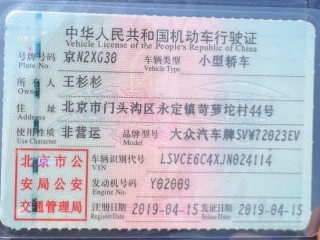 中华人民共和国机动车行驶证
Vehicle License of the People's Republic of China
号牌号码 京N2XG30 车辆类型 小型轿车
Plate No. Vehicle Type
所有人 王杉杉
Owner
住址 北京市门头沟区永定镇苛萝坨村44号
Address
使用性质 非营运 品牌型号 大众汽车牌SVW72023EV
Use Character Model
北京市公安局公安交通管理局
车辆识别代号 LSVCE6C4XJN024114
VIN
发动机号码 Y02009
Engine No.
注册日期 2019-04-15 发证日期 2019-04-15
Register Date Issue Date